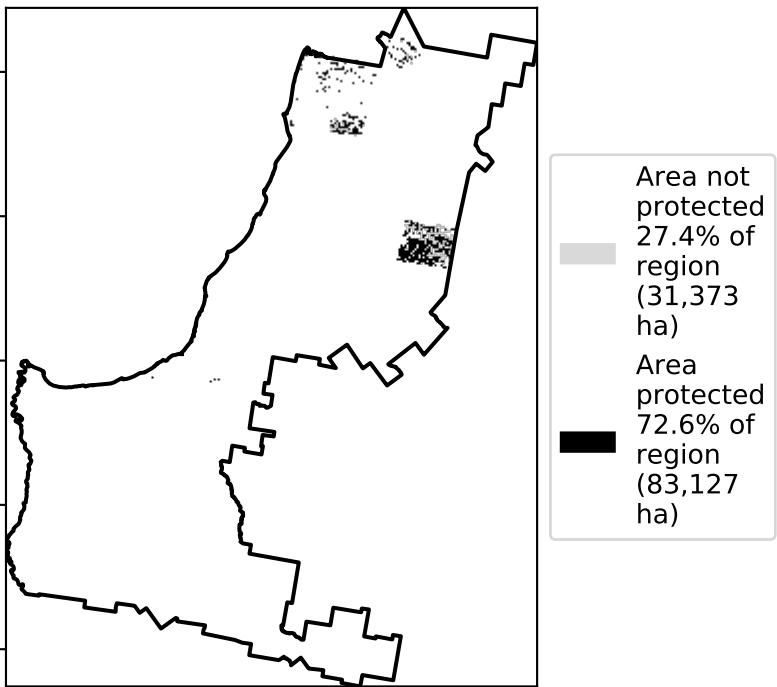 Area not
protected
27.4% of
region
(31,373
ha)
Area
protected
72.6% of
region
(83,127
ha)